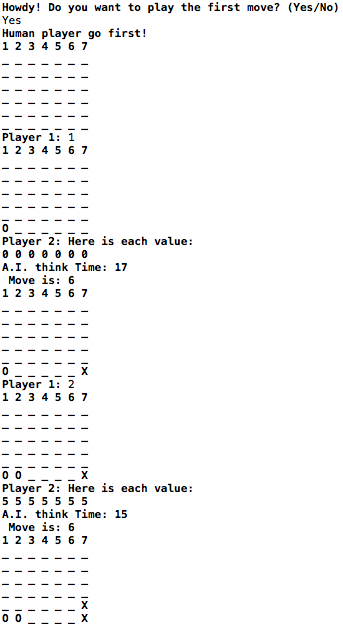 Howdy! Do you want to play the first move? (Yes/No)
Yes
Human player go first!
1 2 3 4 5 6 7
_ _ _ _ _ _ _
_ _ _ _ _ _ _
_ _ _ _ _ _ _
_ _ _ _ _ _ _
_ _ _ _ _ _ _
_ _ _ _ _ _ _
Player 1: 1
1 2 3 4 5 6 7
_ _ _ _ _ _ _
_ _ _ _ _ _ _
_ _ _ _ _ _ _
_ _ _ _ _ _ _
_ _ _ _ _ _ _
O _ _ _ _ _ _
Player 2: Here is each value:
0 0 0 0 0 0 0
A.I. think Time: 17
 Move is: 6
1 2 3 4 5 6 7
_ _ _ _ _ _ _
_ _ _ _ _ _ _
_ _ _ _ _ _ _
_ _ _ _ _ _ _
_ _ _ _ _ _ _
O _ _ _ _ _ X
Player 1: 2
1 2 3 4 5 6 7
_ _ _ _ _ _ _
_ _ _ _ _ _ _
_ _ _ _ _ _ _
_ _ _ _ _ _ _
_ _ _ _ _ _ _
O O _ _ _ _ X
Player 2: Here is each value:
5 5 5 5 5 5 5
A.I. think Time: 15
 Move is: 6
1 2 3 4 5 6 7
_ _ _ _ _ _ _
_ _ _ _ _ _ _
_ _ _ _ _ _ _
_ _ _ _ _ _ _
_ _ _ _ _ _ X
O O _ _ _ _ X